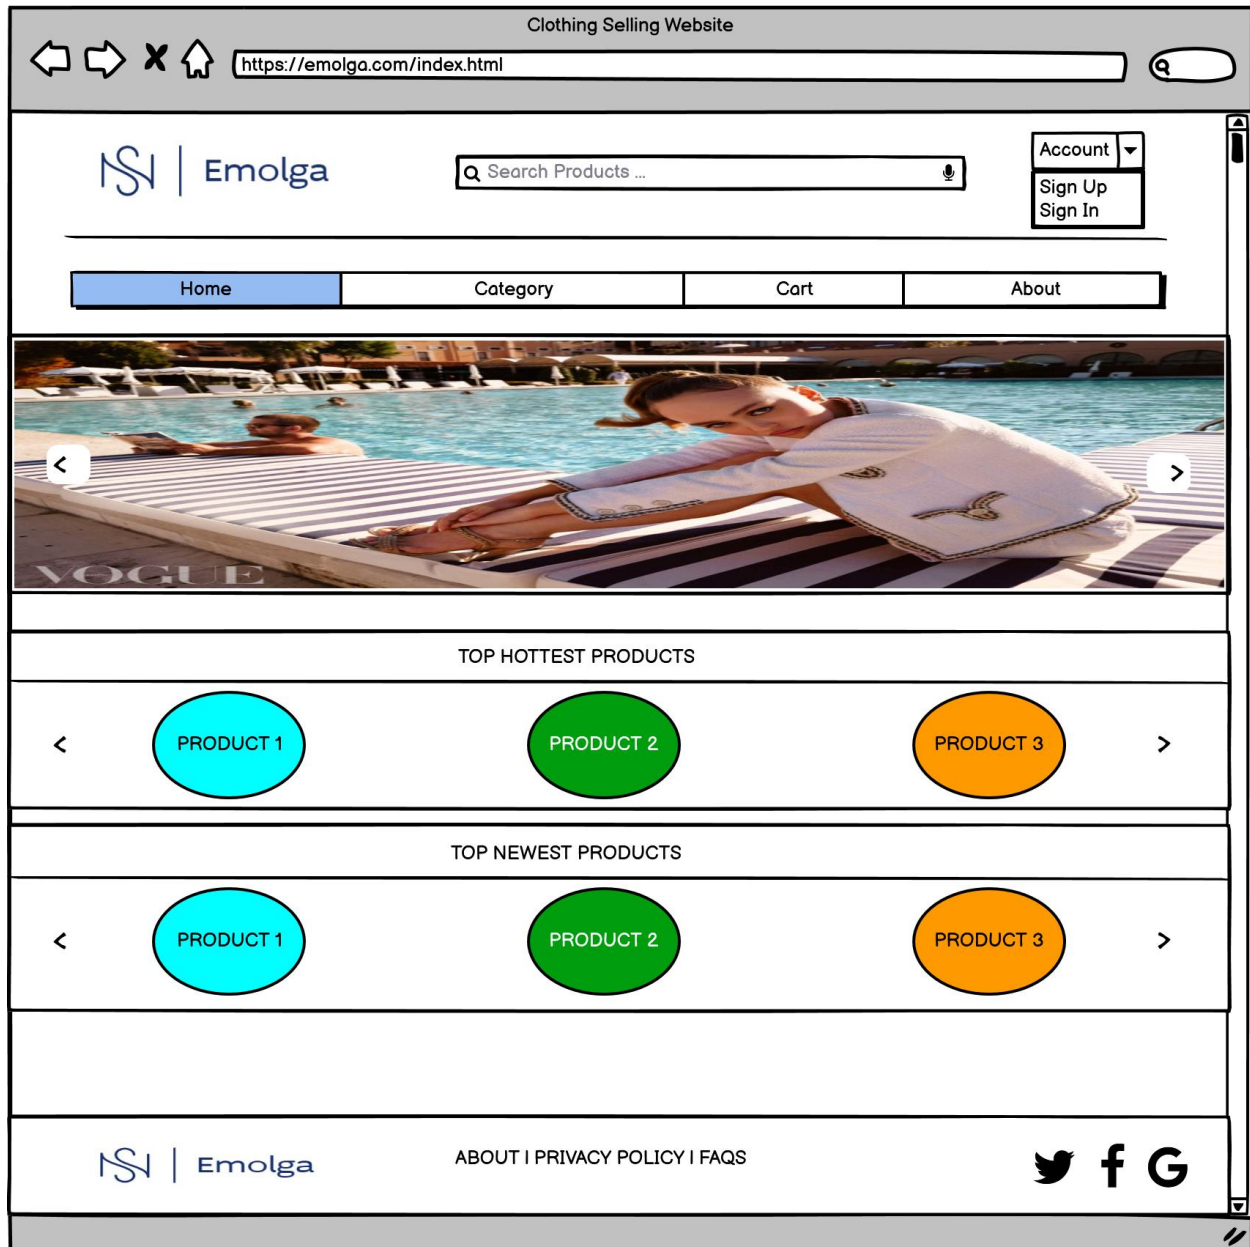 Clothing Selling Website
https://emolga.com/index.html
NS | Emolga
Search Products ...
Account
Sign Up
Sign In
Home Category Cart About
VOGUE
TOP HOTTEST PRODUCTS
< PRODUCT 1 PRODUCT 2 PRODUCT 3 >
TOP NEWEST PRODUCTS
< PRODUCT 1 PRODUCT 2 PRODUCT 3 >
NS | Emolga
ABOUT | PRIVACY POLICY | FAQS